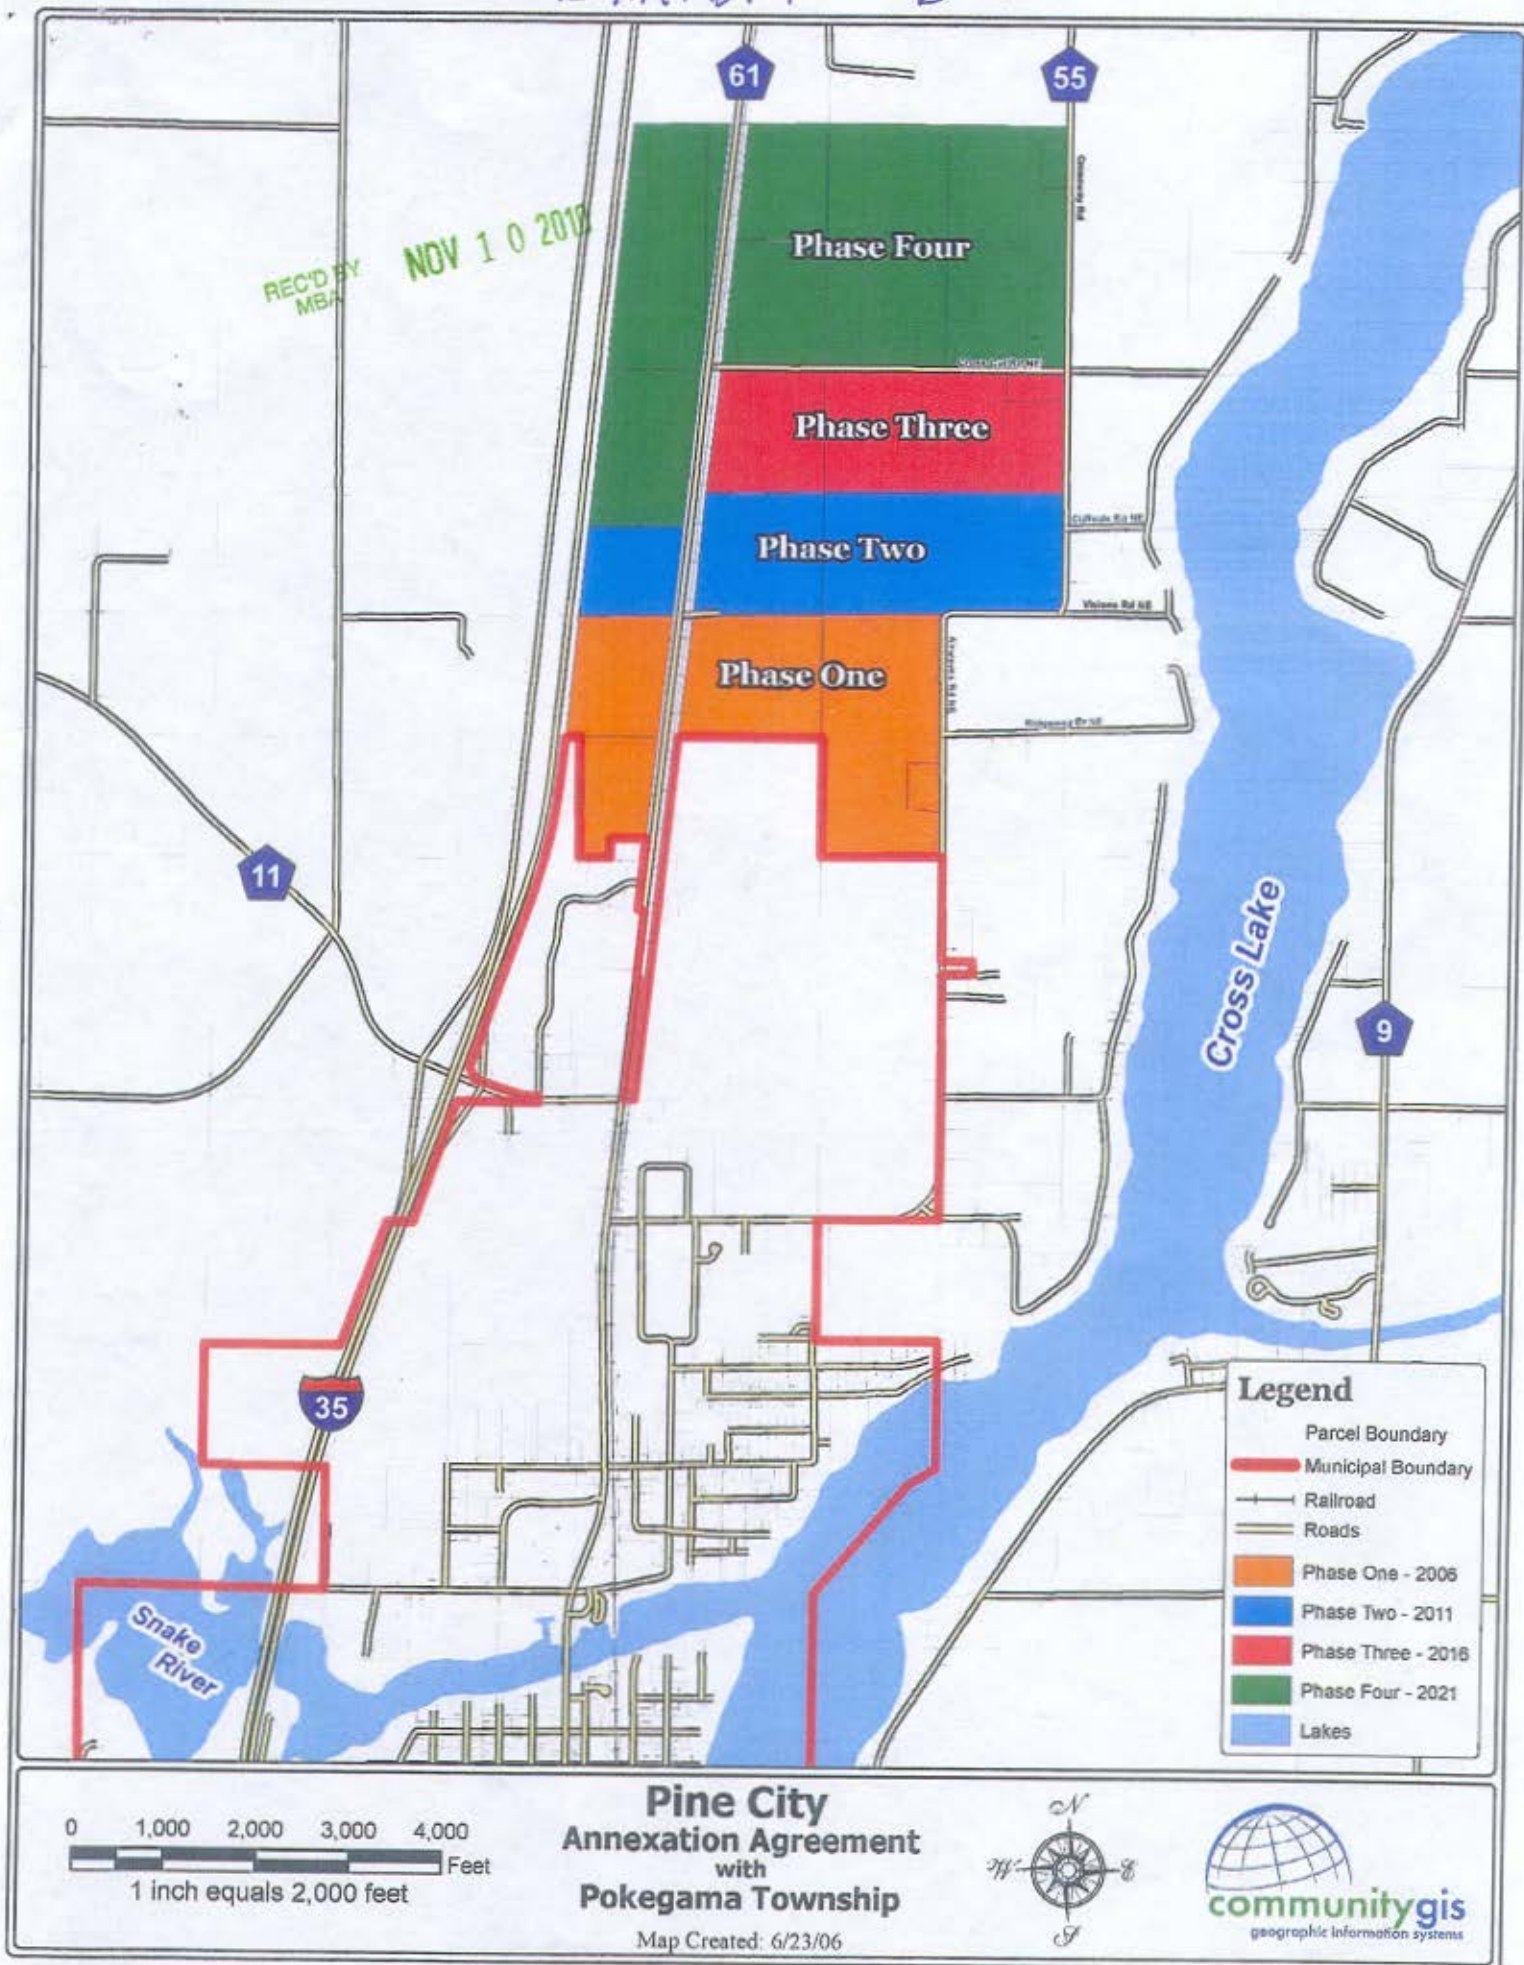 61
55
REC'D BY
MBA
NOV 10 2010
Phase Four
Phase Three
Phase Two
Phase One
11
Cross Lake
9
35
Snake
River
Legend
Parcel Boundary
Municipal Boundary
Railroad
Roads
Phase One - 2006
Phase Two - 2011
Phase Three - 2016
Phase Four - 2021
Lakes
0 1,000 2,000 3,000 4,000
Feet
1 inch equals 2,000 feet
Pine City
Annexation Agreement
with
Pokegama Township
Map Created: 6/23/06
N
S
communitygis
geographic information systems